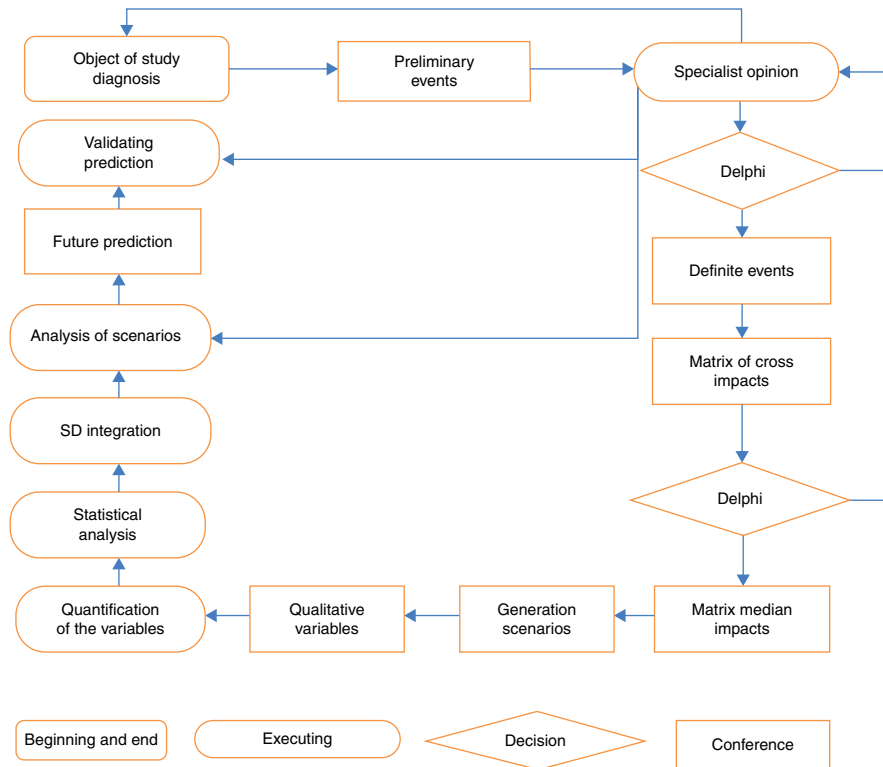 Object of study
diagnosis
Preliminary
events
Specialist opinion
Validating
prediction
Delphi
Future prediction
Definite events
Analysis of scenarios
Matrix of cross
impacts
SD integration
Delphi
Statistical
analysis
Quantification
of the variables
Qualitative
variables
Generation
scenarios
Matrix median
impacts
Beginning and end
Executing
Decision
Conference